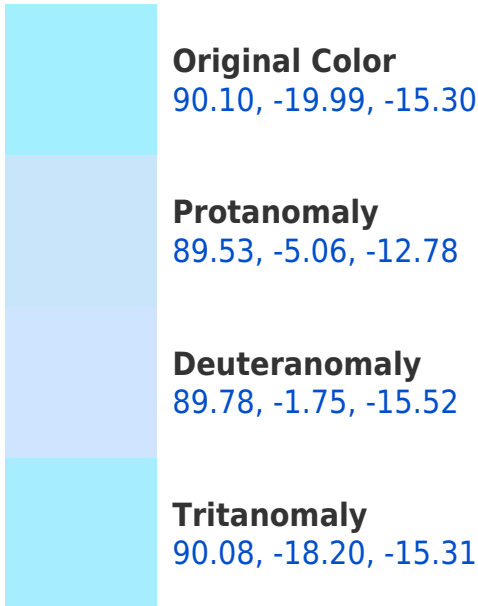 Original Color
90.10, -19.99, -15.30
Protanomaly
89.53, -5.06, -12.78
Deuteranomaly
89.78, -1.75, -15.52
Tritanomaly
90.08, -18.20, -15.31